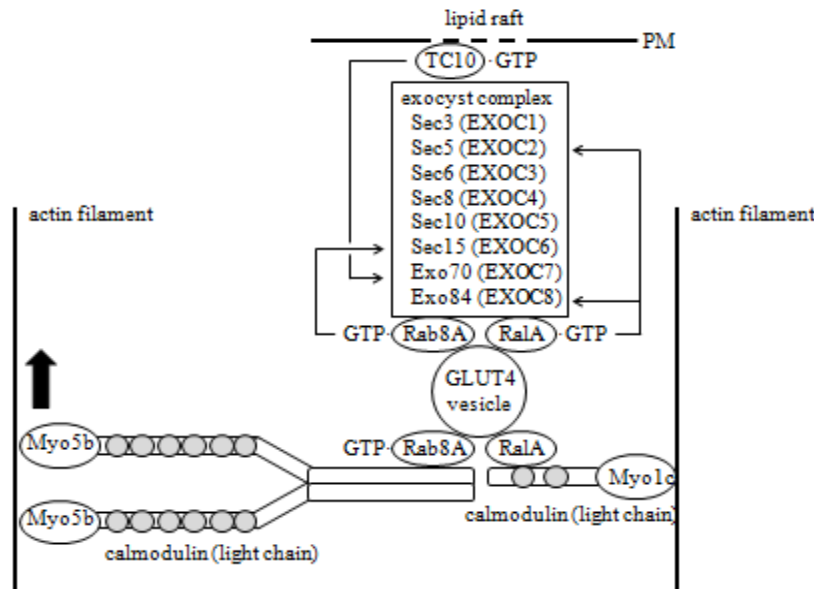 lipid raft
PM
TC10 · GTP
exocyst complex
Sec3 (EXOC1)
Sec5 (EXOC2)
Sec6 (EXOC3)
Sec8 (EXOC4)
Sec10 (EXOC5)
Sec15 (EXOC6)
Exo70 (EXOC7)
Exo84 (EXOC8)
actin filament
actin filament
GTP· Rab8A
RalA · GTP
GLUT4
vesicle
GTP· Rab8A
RalA
Myo5b
Myo1c
Myo5b
calmodulin (light chain)
calmodulin (light chain)